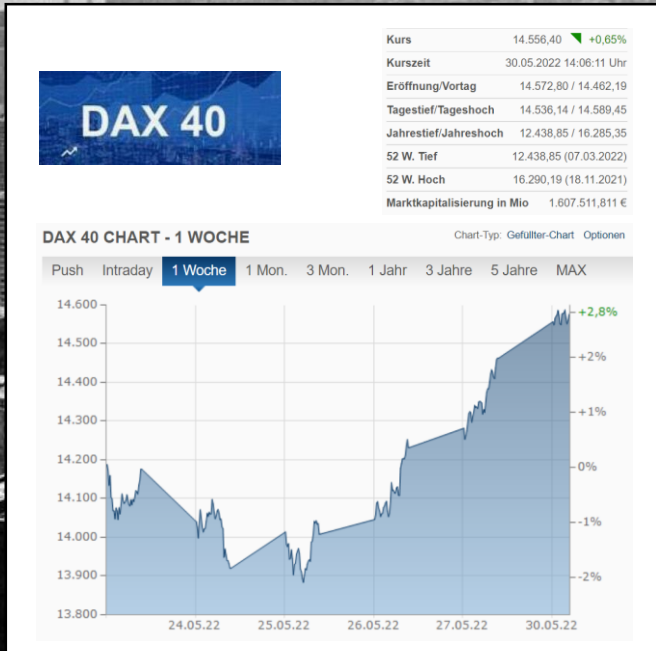 DAX 40
Kurs 14.556,40 +0,65%
Kurszeit 30.05.2022 14:06:11 Uhr
Eröffnung/Vortag 14.572,80 / 14.462,19
Tagestief/Tageshoch 14.536,14 / 14.589,45
Jahrestief/Jahreshoch 12.438,85 / 16.285,35
52 W. Tief 12.438,85 (07.03.2022)
52 W. Hoch 16.290,19 (18.11.2021)
Marktkapitalisierung in Mio 1.607.511,811 €
DAX 40 CHART - 1 WOCHE Chart-Typ: Gefüllter-Chart Optionen
Push Intraday 1 Woche 1 Mon. 3 Mon. 1 Jahr 3 Jahre 5 Jahre MAX
14.600 +2,8%
14.500 +2%
14.400
14.300 +1%
14.200 0%
14.100 -1%
14.000
13.900 -2%
13.800
24.05.22 25.05.22 26.05.22 27.05.22 30.05.22